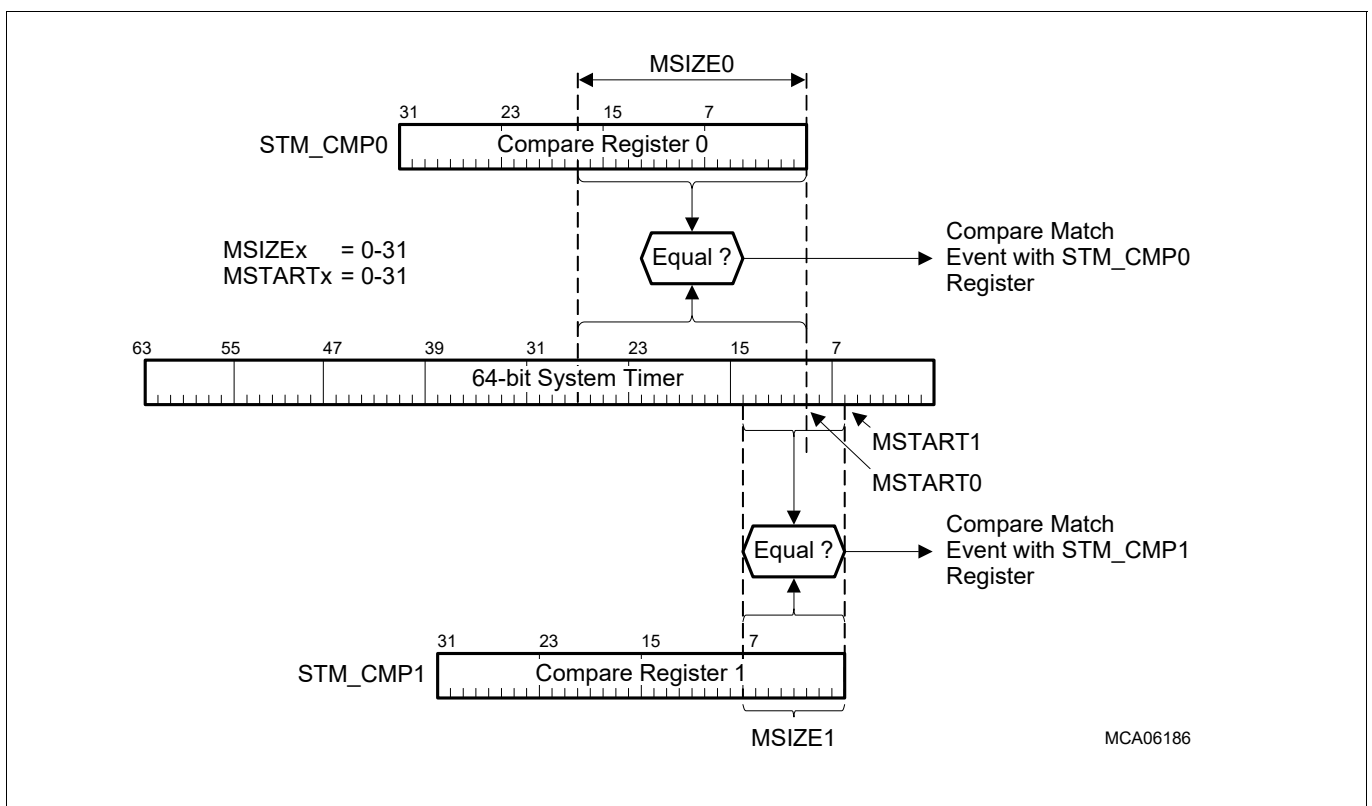 MSIZE0
31 23 15 7
STM_CMP0
Compare Register 0
MSIZEx = 0-31
MSTARTx = 0-31
Equal ?
Compare Match
Event with STM_CMP0
Register
63 55 47 39 31 23 15 7
64-bit System Timer
MSTART1
MSTART0
Equal ?
Compare Match
Event with STM_CMP1
Register
31 23 15 7
STM_CMP1
Compare Register 1
MSIZE1
MCA06186